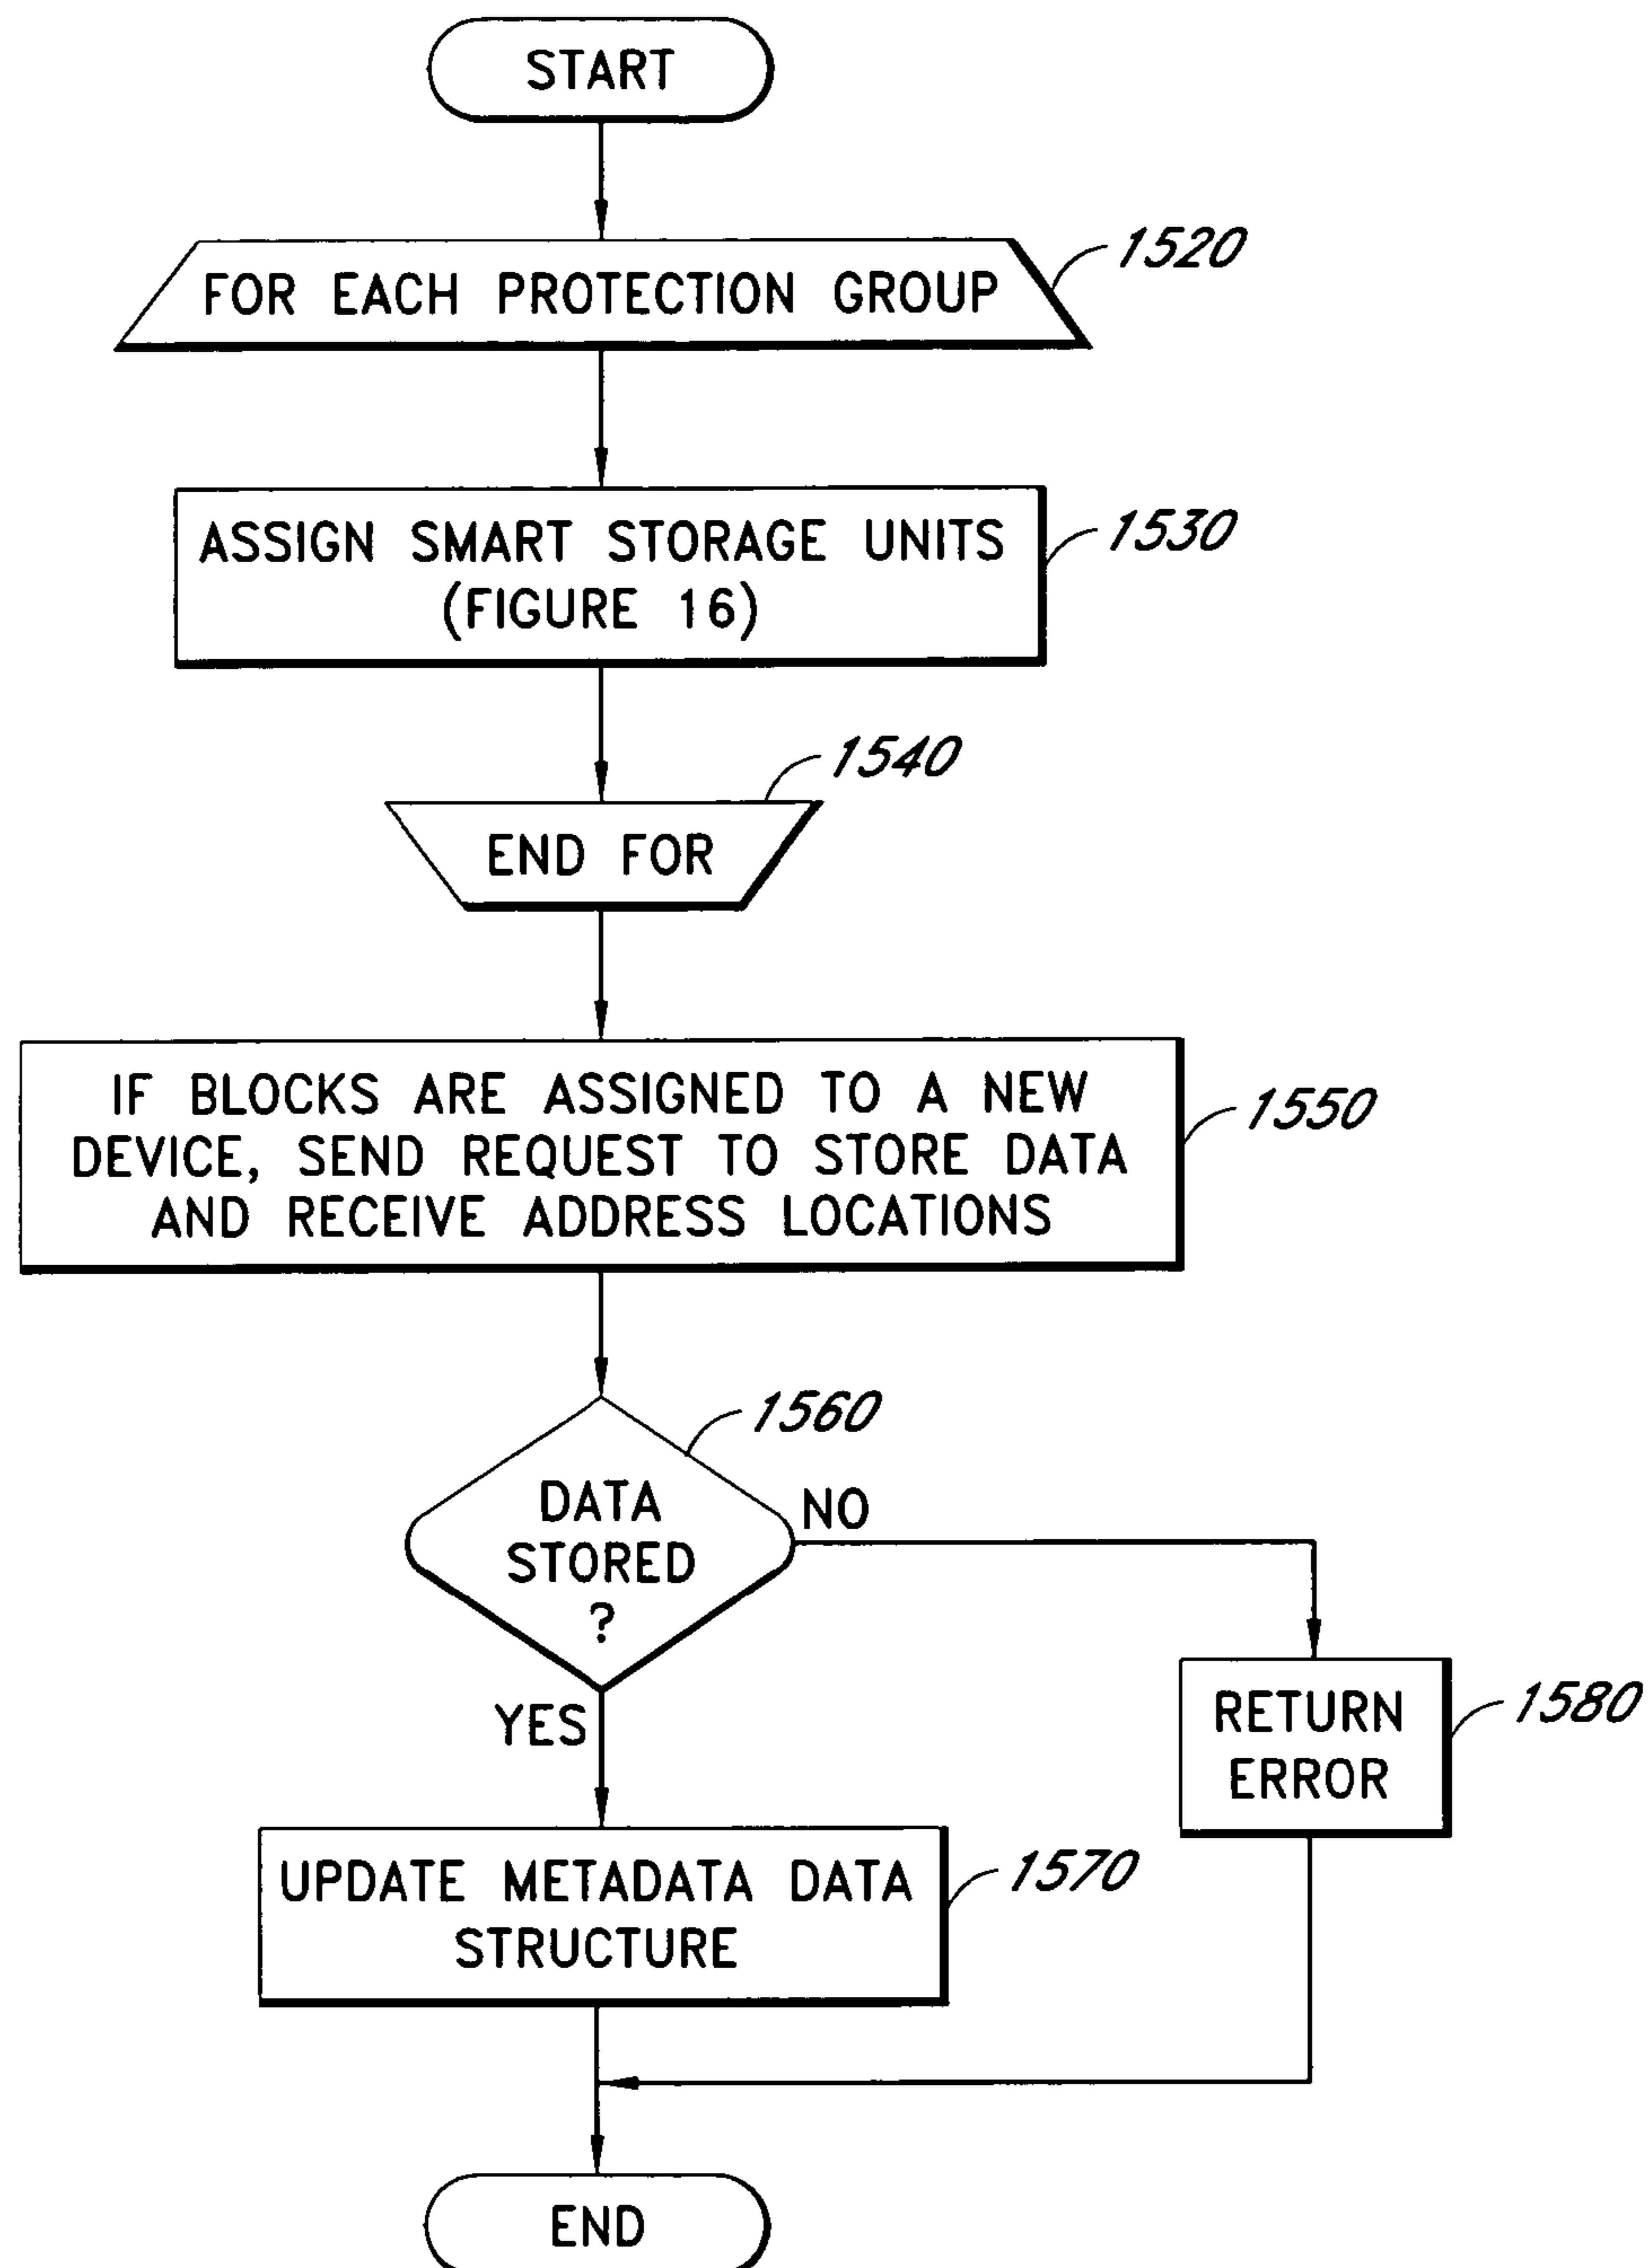 START
FOR EACH PROTECTION GROUP
1520
ASSIGN SMART STORAGE UNITS
(FIGURE 16)
1530
1540
END FOR
IF BLOCKS ARE ASSIGNED TO A NEW
DEVICE, SEND REQUEST TO STORE DATA
AND RECEIVE ADDRESS LOCATIONS
1550
1560
DATA
STORED
?
NO
YES
RETURN
ERROR
1580
UPDATE METADATA DATA
STRUCTURE
1570
END